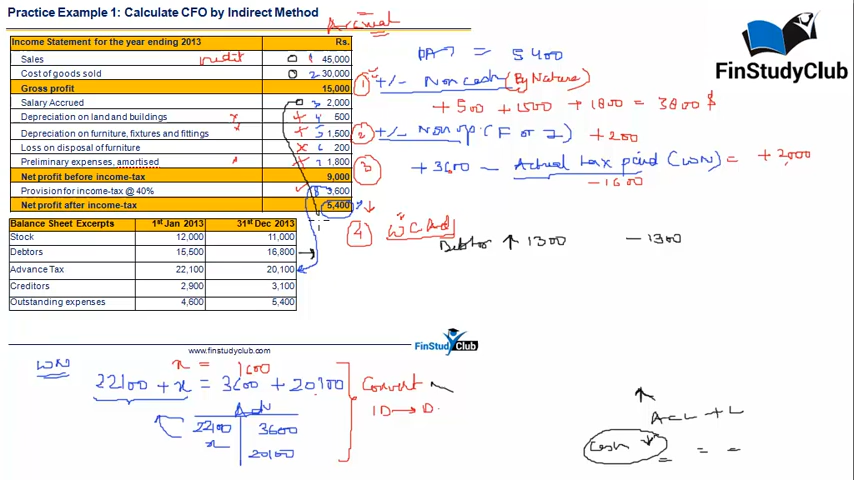 Practice Example 1: Calculate CFO by Indirect Method
Accrual
Income Statement for the year ending 2013 Rs.
Sales credit 1 45,000
Cost of goods sold 2 30,000
Gross profit 15,000
Salary Accrued 3 2,000
Depreciation on land and buildings x + 4 500
Depreciation on furniture, fixtures and fittings x + 5 1,500
Loss on disposal of furniture x 6 200
Preliminary expenses, amortised x + 7 1,800
Net profit before income-tax 9,000
Provision for income-tax @ 40% 8 3,600
Net profit after income-tax 5,400
Balance Sheet Excerpts 1st Jan 2013 31st Dec 2013
Stock 12,000 11,000
Debtors 15,500 16,800
Advance Tax 22,100 20,100
Creditors 2,900 3,100
Outstanding expenses 4,600 5,400
= 5400
1 +/- Noncash (By Nature)
+500 +1500 +1800 = 3800
2 +/- Non op. (F or I) +200
3 +3600 - Actual tax paid (WN) = +2000
-1600
4 WC Adj
Debtor ↑ 1300 - 1300
FinStudyClub
www.finstudyclub.com
FinStudyClub
WN
x = 1600
22100 + x = 3600 + 20,100
Adv
22100 3600
x 20100
Convert
ID → D
↑
ACL + L
Cash ↓ = = =